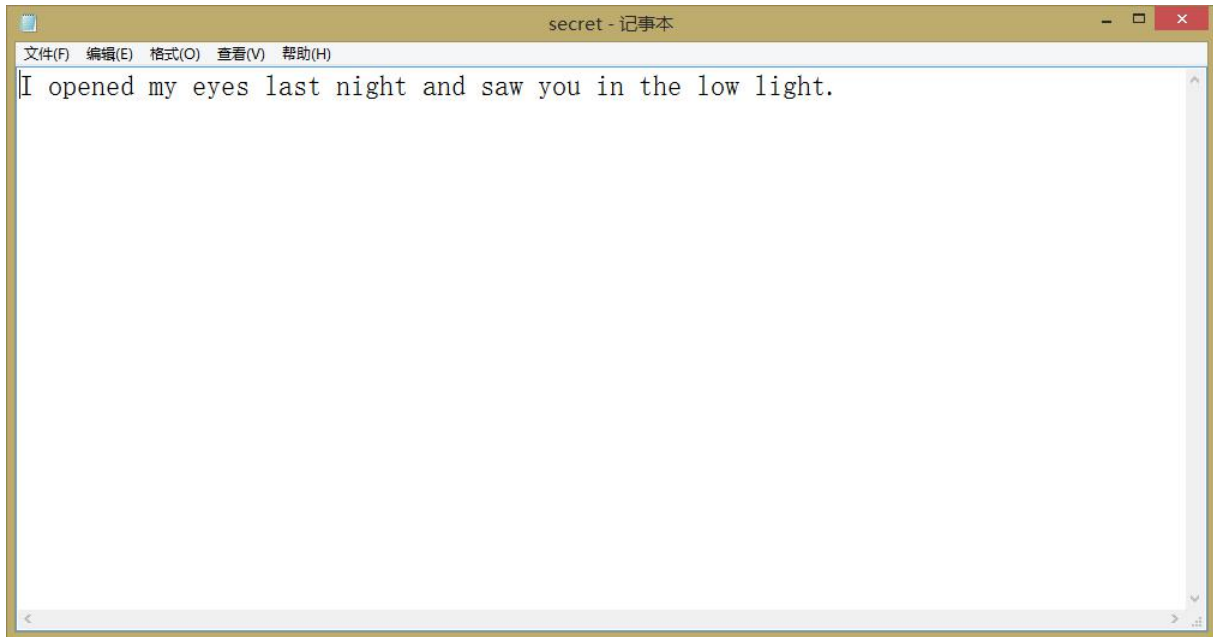 secret - 记事本
文件(F) 编辑(E) 格式(O) 查看(V) 帮助(H)
I opened my eyes last night and saw you in the low light.